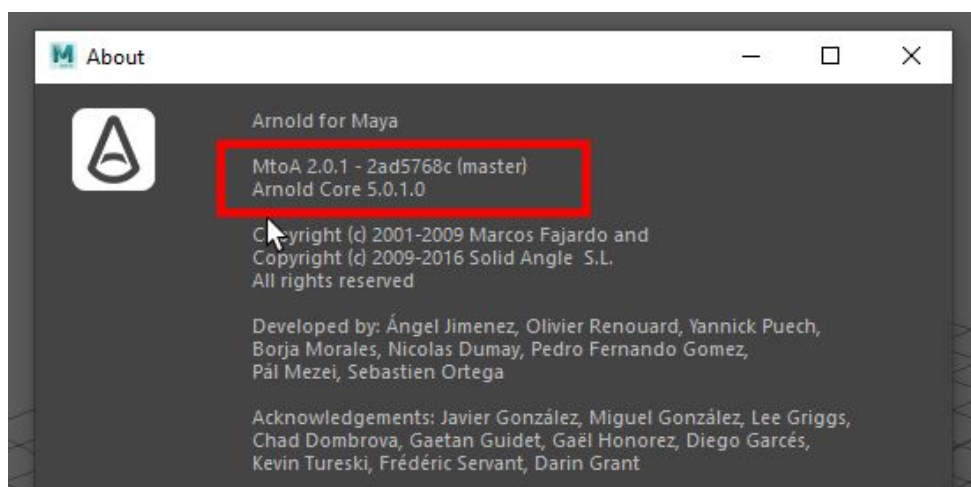 About
Arnold for Maya
MtoA 2.0.1 - 2ad5768c (master)
Arnold Core 5.0.1.0
Copyright (c) 2001-2009 Marcos Fajardo and
Copyright (c) 2009-2016 Solid Angle S.L.
All rights reserved
Developed by: Ángel Jimenez, Olivier Renouard, Yannick Puech,
Borja Morales, Nicolas Dumay, Pedro Fernando Gomez,
Pál Mezei, Sebastien Ortega
Acknowledgements: Javier González, Miguel González, Lee Griggs,
Chad Dombrova, Gaetan Guidet, Gaël Honorez, Diego Garcés,
Kevin Tureski, Frédéric Servant, Darin Grant